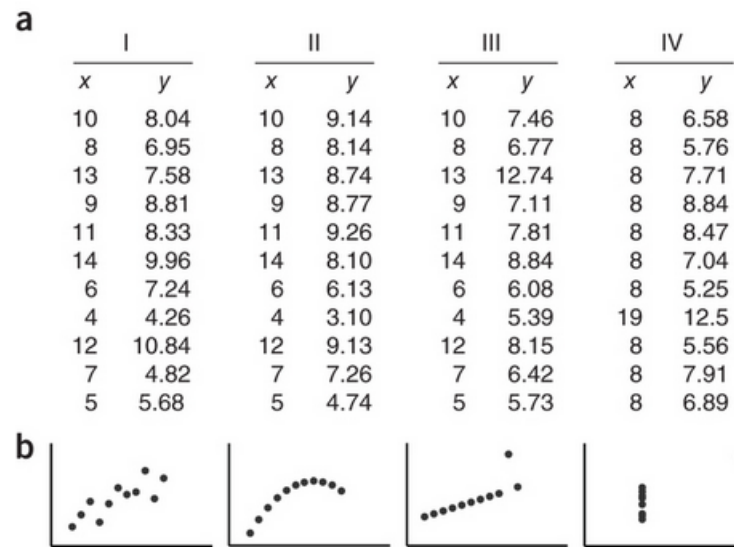 a
I II III IV
x y x y x y x y
10 8.04 10 9.14 10 7.46 8 6.58
8 6.95 8 8.14 8 6.77 8 5.76
13 7.58 13 8.74 13 12.74 8 7.71
9 8.81 9 8.77 9 7.11 8 8.84
11 8.33 11 9.26 11 7.81 8 8.47
14 9.96 14 8.10 14 8.84 8 7.04
6 7.24 6 6.13 6 6.08 8 5.25
4 4.26 4 3.10 4 5.39 19 12.5
12 10.84 12 9.13 12 8.15 8 5.56
7 4.82 7 7.26 7 6.42 8 7.91
5 5.68 5 4.74 5 5.73 8 6.89
b